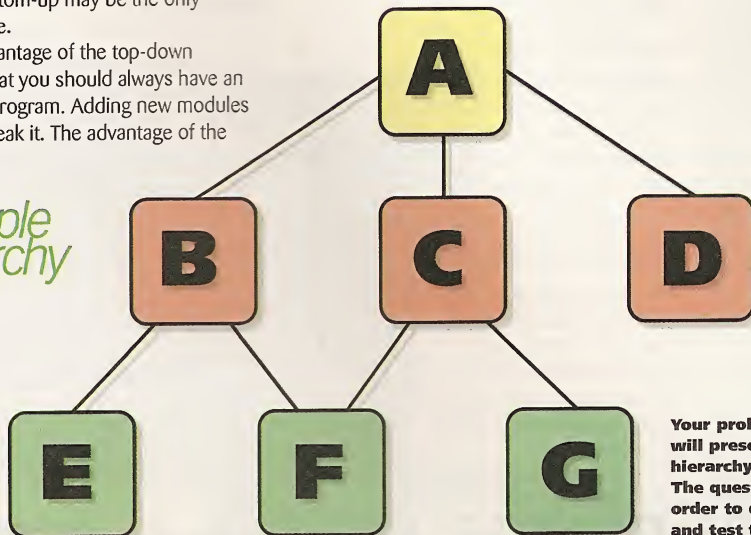 tom-up may be the only
e.
antage of the top-down
at you should always have an
rogram. Adding new modules
eak it. The advantage of the
ple
rchy
A
B
C
D
E
F
G
Your prob
will prese
hierarchy
The quest
order to
and test t